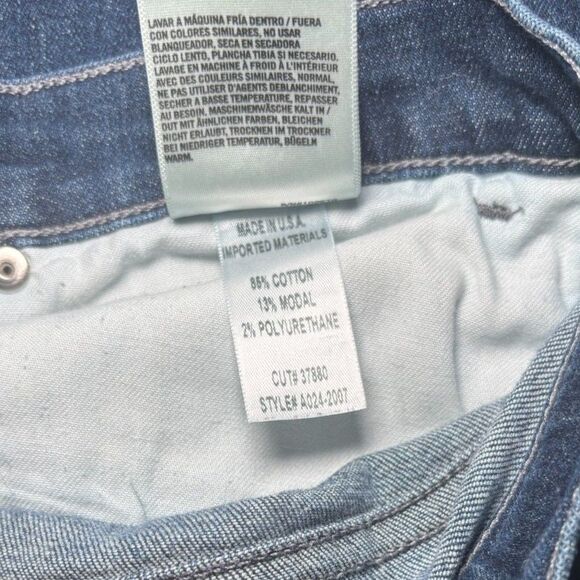 LAVAR A MÁQUINA FRÍA DENTRO / FUERA
CON COLORES SIMILARES, NO USAR
BLANQUEADOR, SECA EN SECADORA
CICLO LENTO, PLANCHA TIBIA SI NECESARIO.
LAVAGE EN MACHINE À FROID À L'INTÉRIEUR
AVEC DES COULEURS SIMILAIRES, NORMAL,
NE PAS UTILISER D'AGENTS DEBLANCHIMENT,
SÉCHER A BASSE TEMPERATURE, REPASSER
AU BESOIN. MASCHINENWÄSCHE KALT IN /
OUT MIT ÄHNLICHEN FARBEN, BLEICHEN
NICHT ERLAUBT, TROCKNEN IM TROCKNER
BEI NIEDRIGER TEMPERATUR, BÜGELN
WARM.
MADE IN U.S.A.
IMPORTED MATERIALS
85% COTTON
13% MODAL
2% POLYURETHANE
CUT# 37880
STYLE# A024-2007